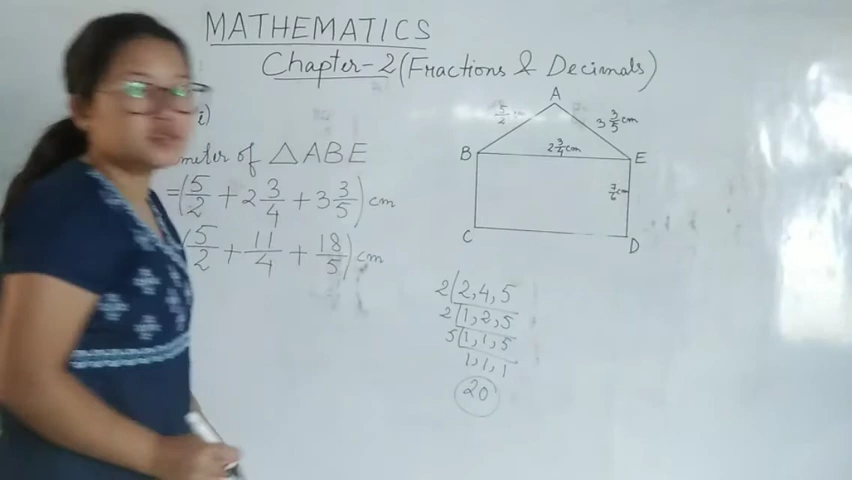 MATHEMATICS
Chapter-2 (Fractions & Decimals)
i)
meter of △ABE
= (5/2 + 2 3/4 + 3 3/5) cm
(5/2 + 11/4 + 18/5) cm
A
5/2
3 3/5 cm
B
2 3/4 cm
E
7/6 cm
C
D
2 | 2, 4, 5
2 | 1, 2, 5
5 | 1, 1, 5
1, 1, 1
20